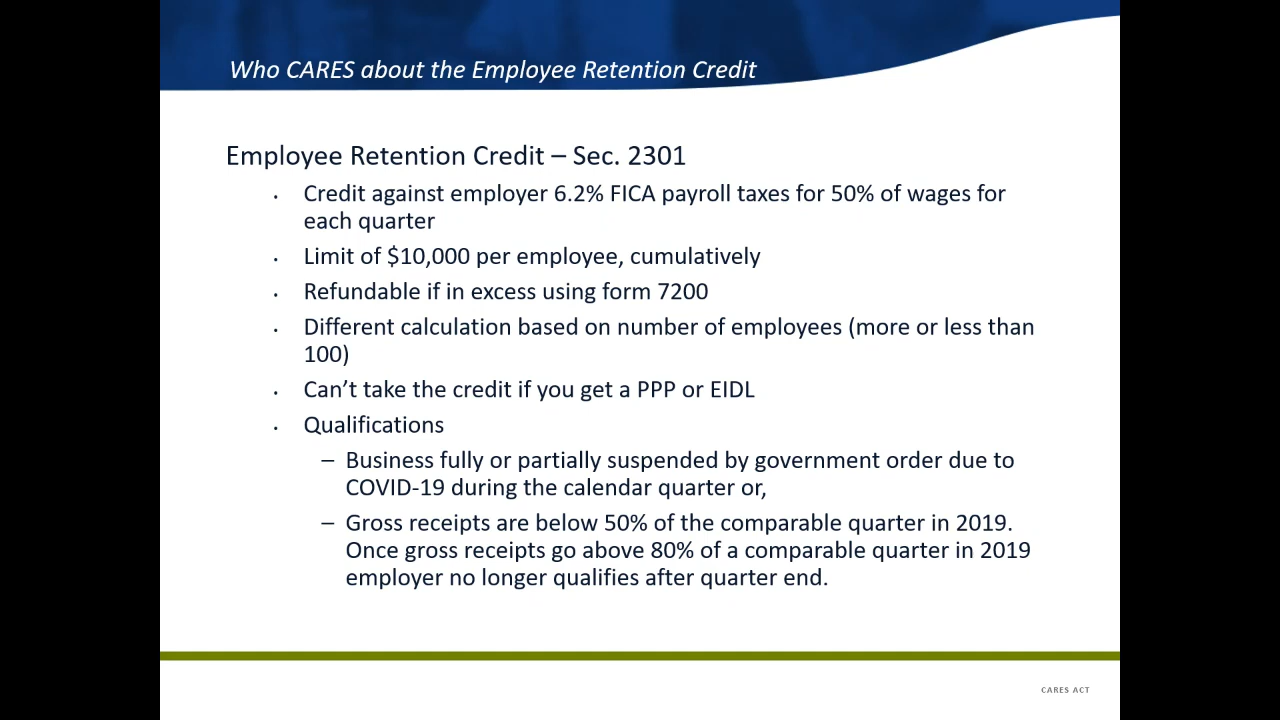 Who CARES about the Employee Retention Credit
Employee Retention Credit – Sec. 2301
• Credit against employer 6.2% FICA payroll taxes for 50% of wages for
each quarter
• Limit of $10,000 per employee, cumulatively
• Refundable if in excess using form 7200
• Different calculation based on number of employees (more or less than
100)
• Can’t take the credit if you get a PPP or EIDL
• Qualifications
– Business fully or partially suspended by government order due to
COVID-19 during the calendar quarter or,
– Gross receipts are below 50% of the comparable quarter in 2019.
Once gross receipts go above 80% of a comparable quarter in 2019
employer no longer qualifies after quarter end.
CARES ACT